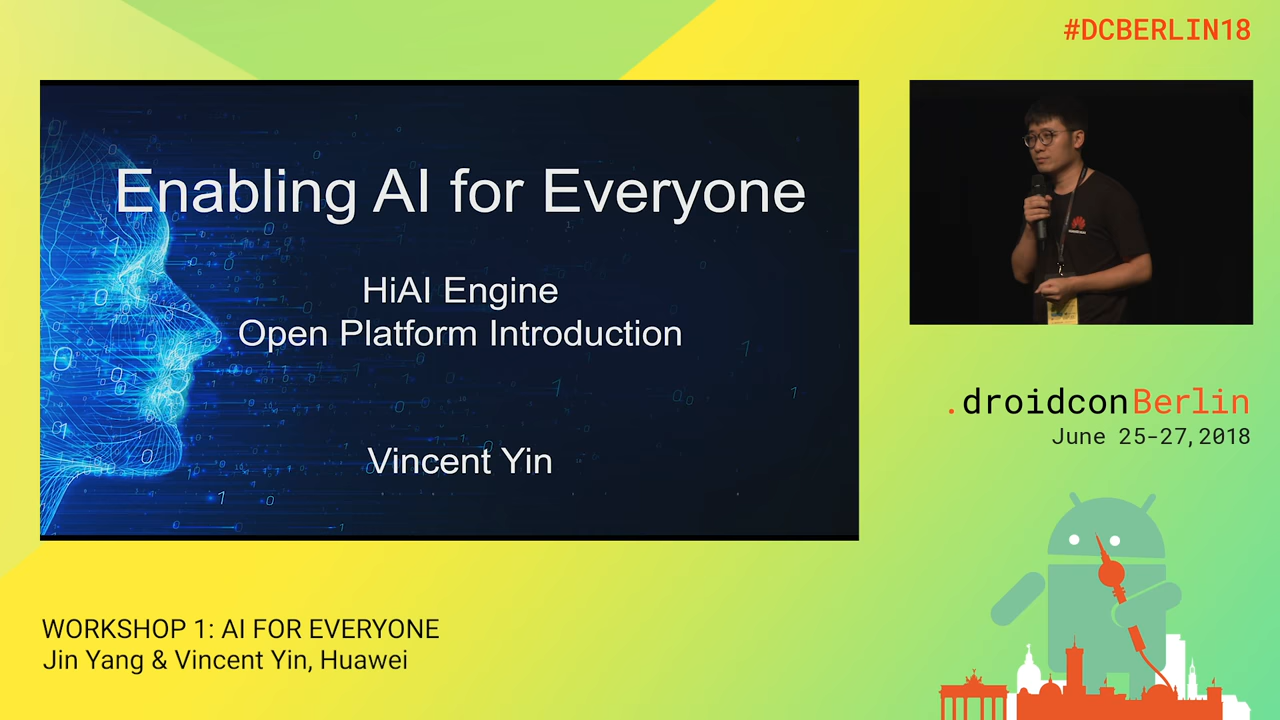 #DCBERLIN18
Enabling AI for Everyone
HiAI Engine
Open Platform Introduction
Vincent Yin
.droidconBerlin
June 25-27,2018
WORKSHOP 1: AI FOR EVERYONE
Jin Yang & Vincent Yin, Huawei